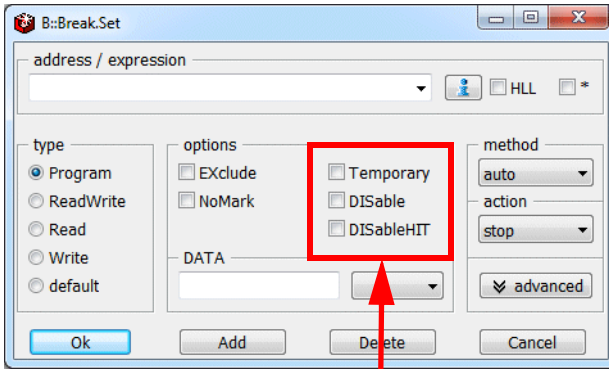 B::Break.Set
address / expression
HLL *
type options method
Program EXclude Temporary auto
ReadWrite NoMark DISable action
Read DISableHIT stop
Write DATA
default advanced
Ok Add Delete Cancel